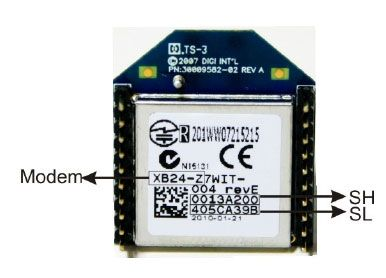 TS-3
©2007 DIGI INT'L
PN:30009582-02 REV A
R 201WW07215215
CE
N15121
Modem
XB24-Z7WIT-
004 revE
0013A200
SH
405CA39B
SL
2010-01-21